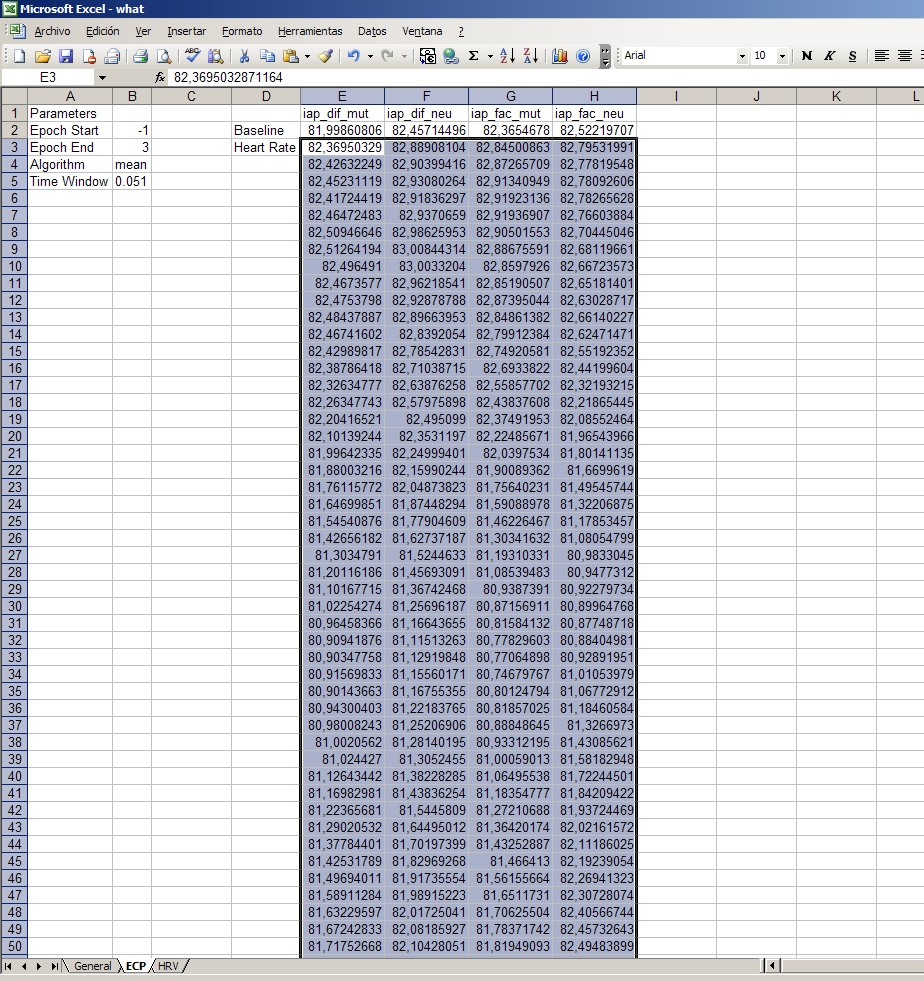 Microsoft Excel - what
Archivo Edición Ver Insertar Formato Herramientas Datos Ventana ?
Arial 10 N K S
E3 fx 82,3695032871164
A B C D E F G H I J K L
1 Parameters iap_dif_mut iap_dif_neu iap_fac_mut iap_fac_neu
2 Epoch Start -1 Baseline 81,99860806 82,45714496 82,3654678 82,52219707
3 Epoch End 3 Heart Rate 82,36950329 82,88908104 82,84500863 82,79531991
4 Algorithm mean 82,42632249 82,90399416 82,87265709 82,77819548
5 Time Window 0.051 82,45231119 82,93080264 82,91340949 82,78092606
6 82,41724419 82,91836297 82,91923136 82,78265628
7 82,46472483 82,9370659 82,91936907 82,76603884
8 82,50946646 82,98625953 82,90501553 82,70445046
9 82,51264194 83,00844314 82,88675591 82,68119661
10 82,496491 83,0033204 82,8597926 82,66723573
11 82,4673577 82,96218541 82,85190507 82,65181401
12 82,4753798 82,92878788 82,87395044 82,63028717
13 82,48437887 82,89663953 82,84861382 82,66140227
14 82,46741602 82,8392054 82,79912384 82,62471471
15 82,42989817 82,78542831 82,74920581 82,55192352
16 82,38786418 82,71038715 82,6933822 82,44199604
17 82,32634777 82,63876258 82,55857702 82,32193215
18 82,26347743 82,57975898 82,43837608 82,21865445
19 82,20416521 82,495099 82,37491953 82,08552464
20 82,10139244 82,3531197 82,22485671 81,96543966
21 81,99642335 82,24999401 82,0397534 81,80141135
22 81,88003216 82,15990244 81,90089362 81,6699619
23 81,76115772 82,04873823 81,75640231 81,49545744
24 81,64699851 81,87448294 81,59088978 81,32206875
25 81,54540876 81,77904609 81,46226467 81,17853457
26 81,42656182 81,62737187 81,30341632 81,08054799
27 81,3034791 81,5244633 81,19310331 80,9833045
28 81,20116186 81,45693091 81,08539483 80,9477312
29 81,10167715 81,36742468 80,9387391 80,92279734
30 81,02254274 81,25696187 80,87156911 80,89964768
31 80,96458366 81,16643655 80,81584132 80,87748718
32 80,90941876 81,11513263 80,77829603 80,88404981
33 80,90347758 81,12919848 80,77064898 80,92891951
34 80,91569833 81,15560171 80,74679767 81,01053979
35 80,90143663 81,16755355 80,80124794 81,06772912
36 80,94300403 81,22183765 80,81857025 81,18460584
37 80,98008243 81,25206906 80,88848645 81,3266973
38 81,0020562 81,28140195 80,93312195 81,43085621
39 81,024427 81,3052455 81,00059013 81,58182948
40 81,12643442 81,38228285 81,06495538 81,72244501
41 81,16982981 81,43836254 81,18354777 81,84209422
42 81,22365681 81,5445809 81,27210688 81,93724469
43 81,29020532 81,64495012 81,36420174 82,02161572
44 81,37784401 81,70197399 81,43252887 82,11186025
45 81,42531789 81,82969268 81,466413 82,19239054
46 81,49694011 81,91735554 81,56155664 82,26941323
47 81,58911284 81,98915223 81,6511731 82,30728074
48 81,63229597 82,01725041 81,70625504 82,40566744
49 81,67242833 82,08185927 81,78371742 82,45732643
50 81,71752668 82,10428051 81,81949093 82,49483899
General ECP HRV